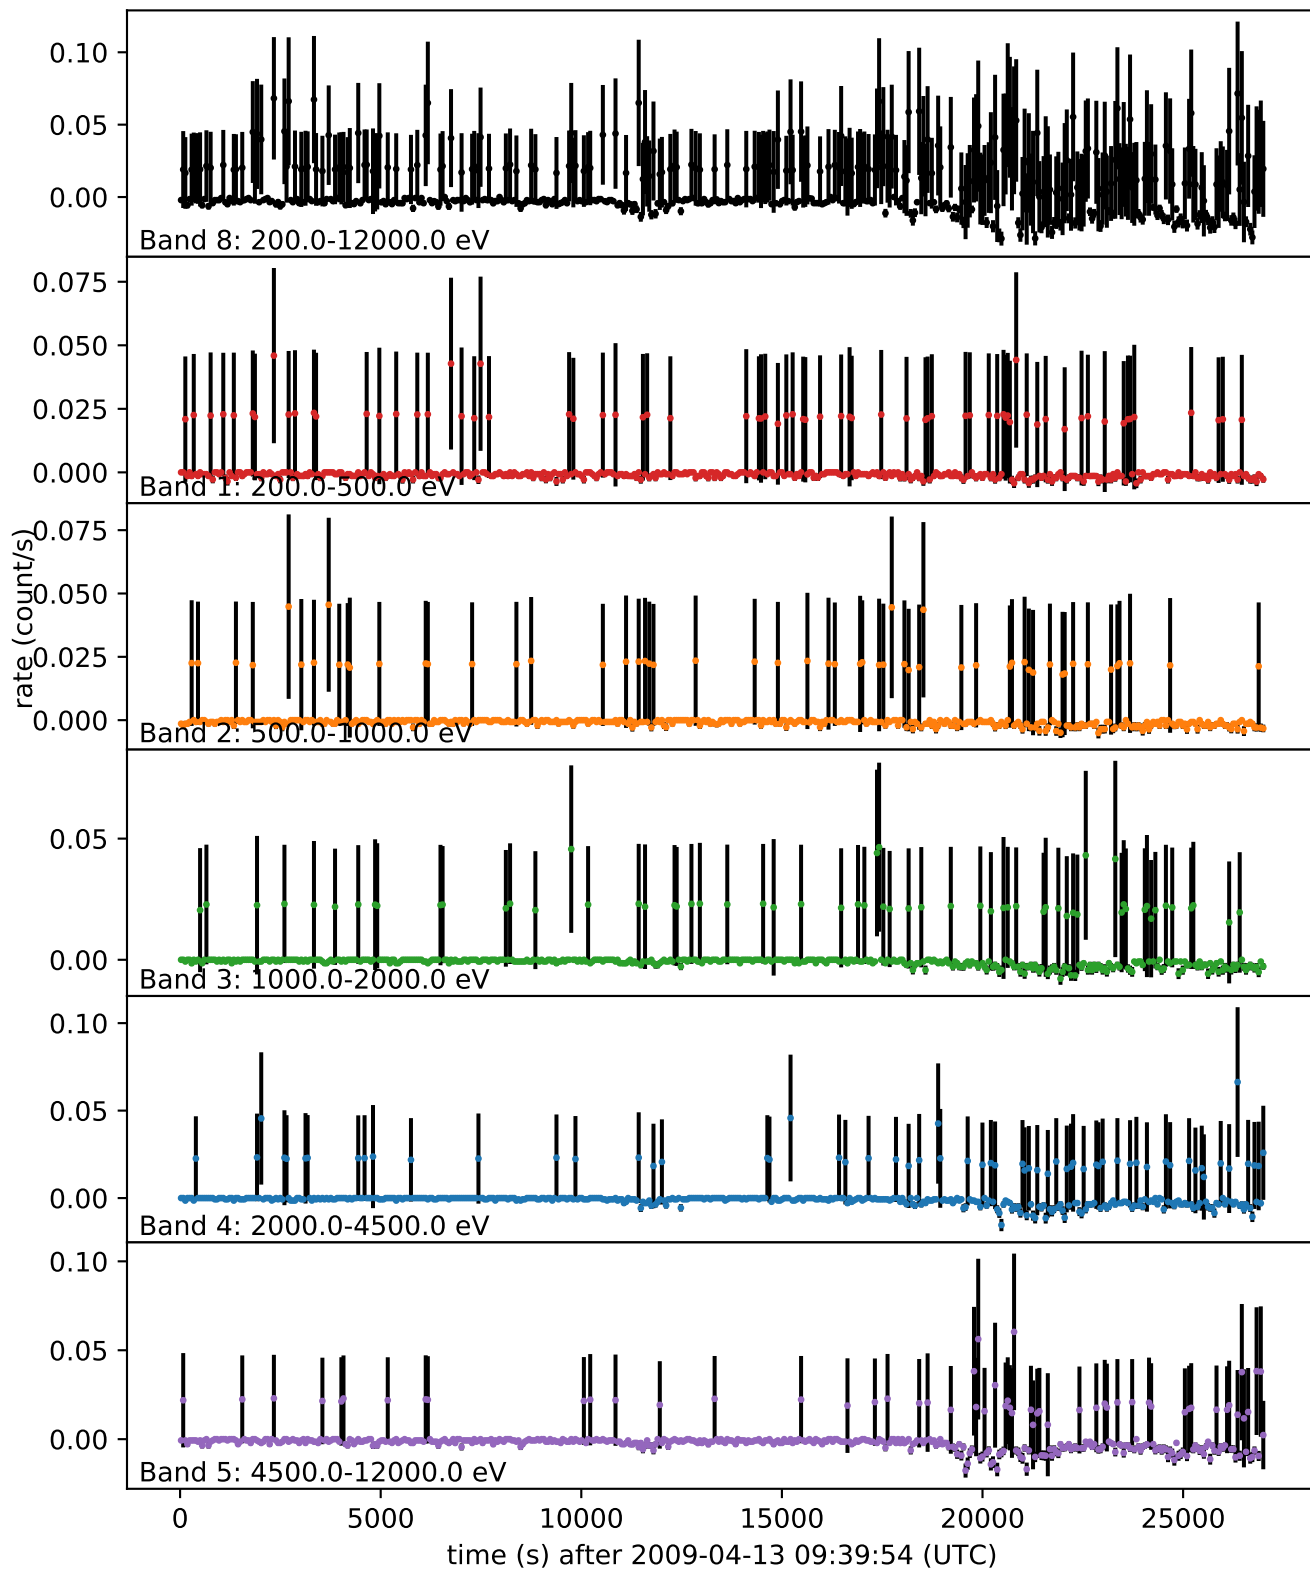 0.10
0.05
0.00
Band 8: 200.0-12000.0 eV
0.075
0.050
0.025
0.000
Band 1: 200.0-500.0 eV
rate (count/s)
0.075
0.050
0.025
0.000
Band 2: 500.0-1000.0 eV
0.05
0.00
Band 3: 1000.0-2000.0 eV
0.10
0.05
0.00
Band 4: 2000.0-4500.0 eV
0.10
0.05
0.00
Band 5: 4500.0-12000.0 eV
0 5000 10000 15000 20000 25000
time (s) after 2009-04-13 09:39:54 (UTC)